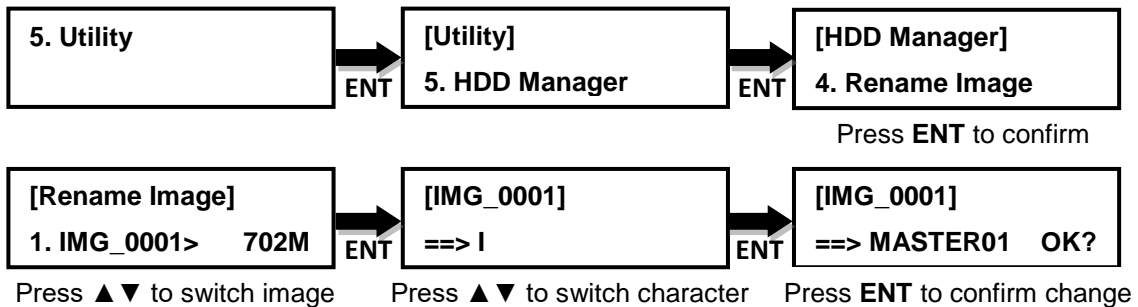 5. Utility
ENT
[Utility]
5. HDD Manager
ENT
[HDD Manager]
4. Rename Image
Press ENT to confirm
[Rename Image]
1. IMG_0001> 702M
ENT
[IMG_0001]
==> I
ENT
[IMG_0001]
==> MASTER01 OK?
Press ▲▼ to switch image
Press ▲▼ to switch character
Press ENT to confirm change